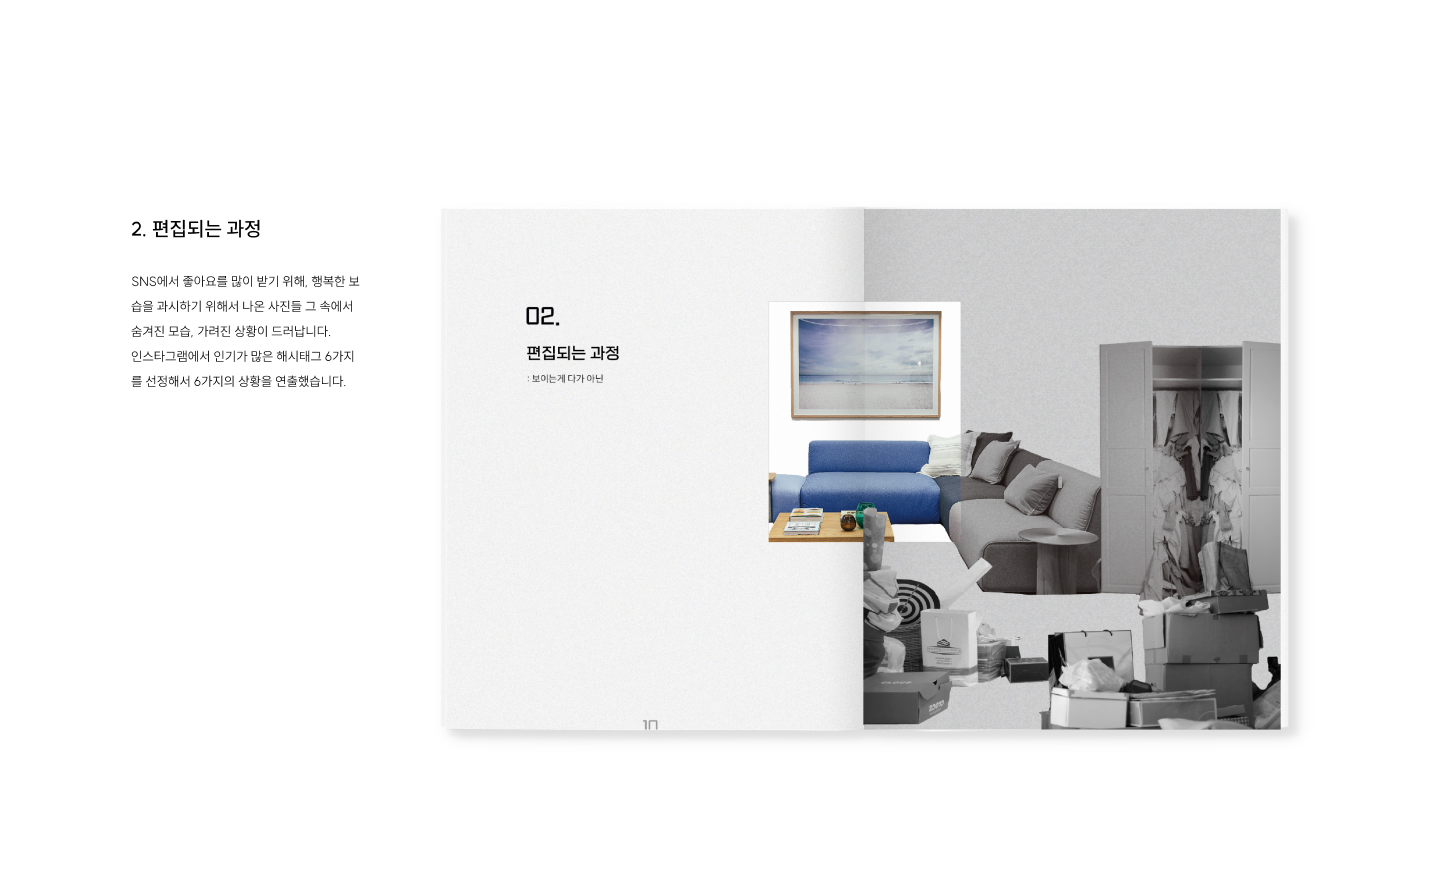 2. 편집되는 과정
SNS에서 좋아요를 많이 받기 위해, 행복한 보
습을 과시하기 위해서 나온 사진들 그 속에서
숨겨진 모습, 가려진 상황이 드러납니다.
인스타그램에서 인기가 많은 해시태그 6가지
를 선정해서 6가지의 상황을 연출했습니다.
02.
편집되는 과정
: 보이는게 다가 아닌
10